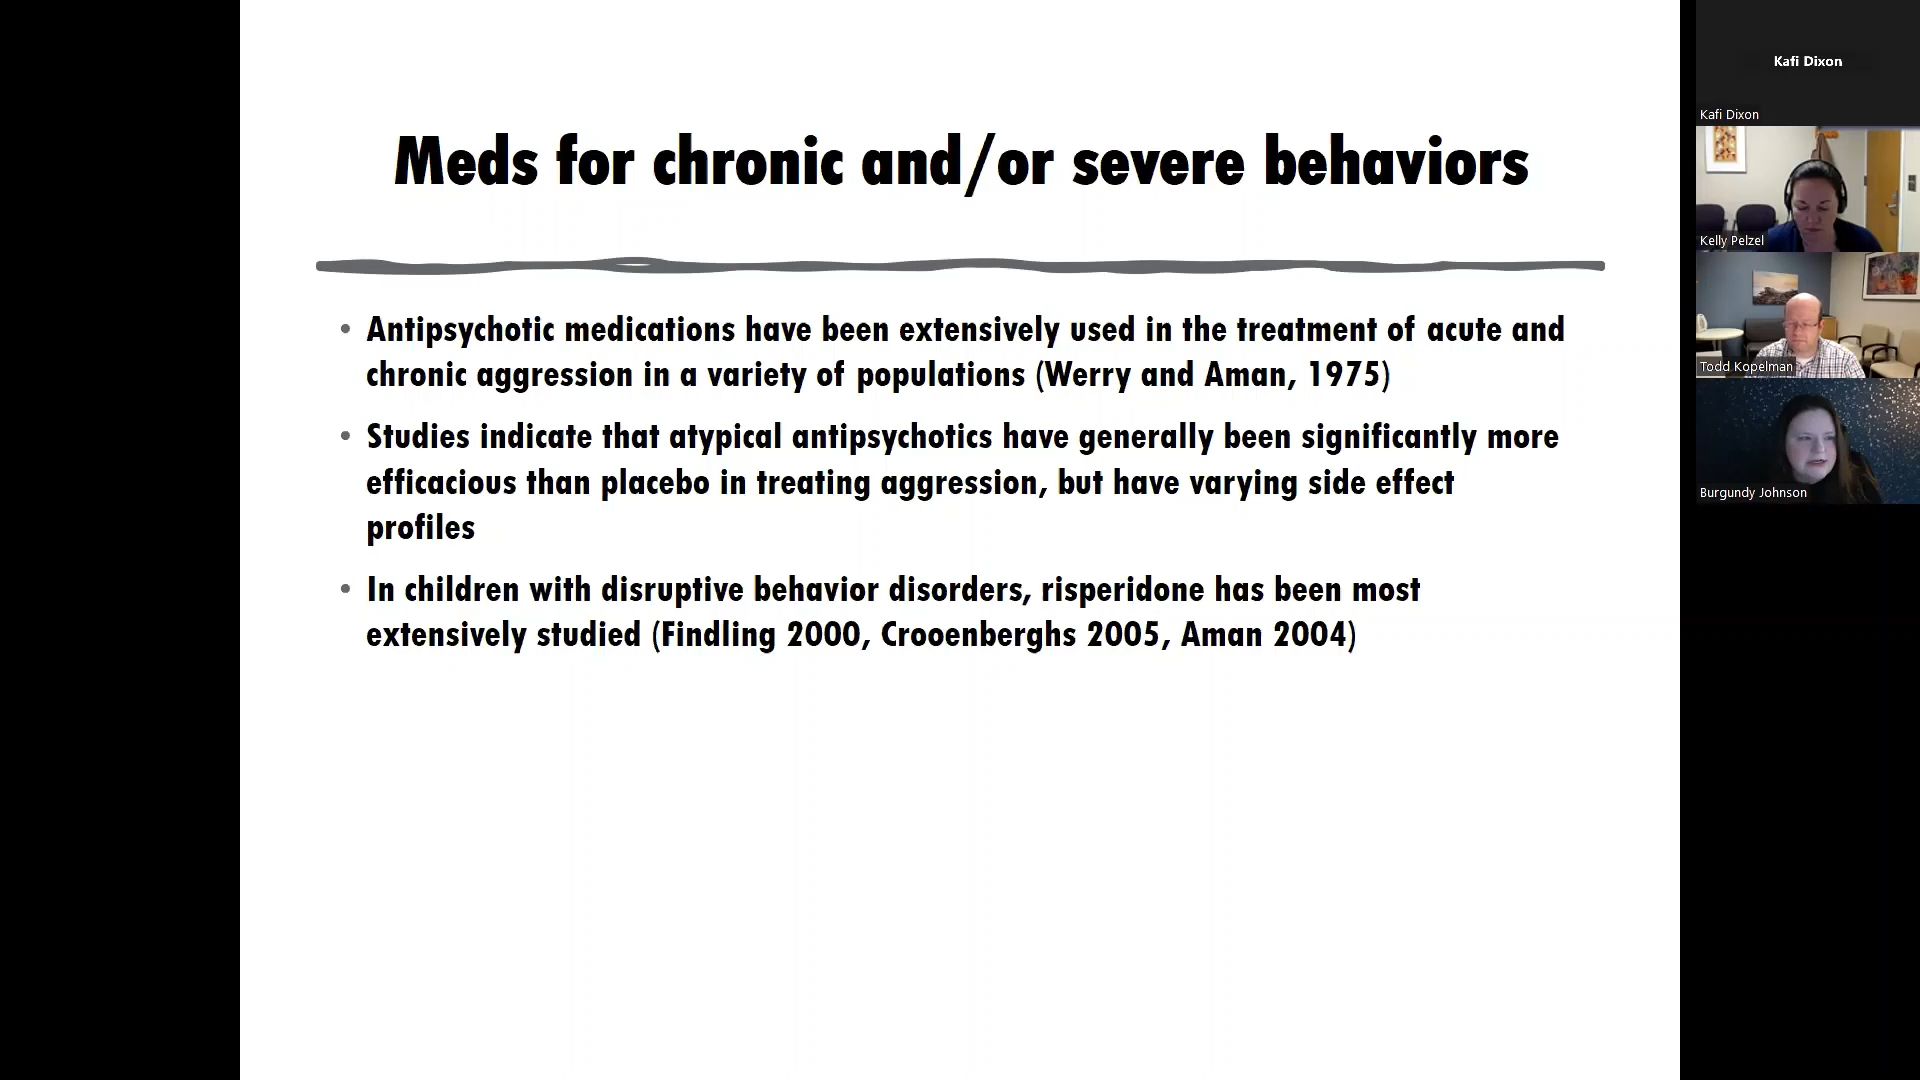 Meds for chronic and/or severe behaviors
• Antipsychotic medications have been extensively used in the treatment of acute and
chronic aggression in a variety of populations (Werry and Aman, 1975)
• Studies indicate that atypical antipsychotics have generally been significantly more
efficacious than placebo in treating aggression, but have varying side effect
profiles
• In children with disruptive behavior disorders, risperidone has been most
extensively studied (Findling 2000, Crooenberghs 2005, Aman 2004)
Kafi Dixon
Kafi Dixon
Kelly Pelzel
Todd Kopelman
Burgundy Johnson